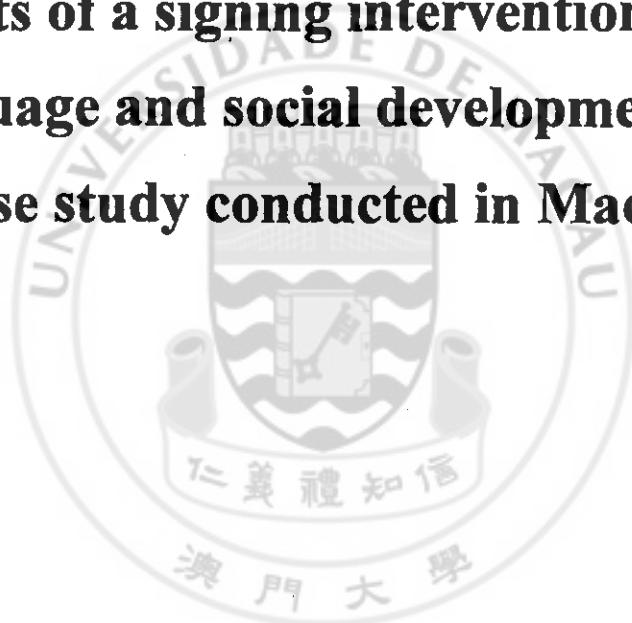 ts of a signing intervention
uage and social developme
se study conducted in Mac
UNIVERSIDADE DE MACAU
仁義禮知信
澳門大學